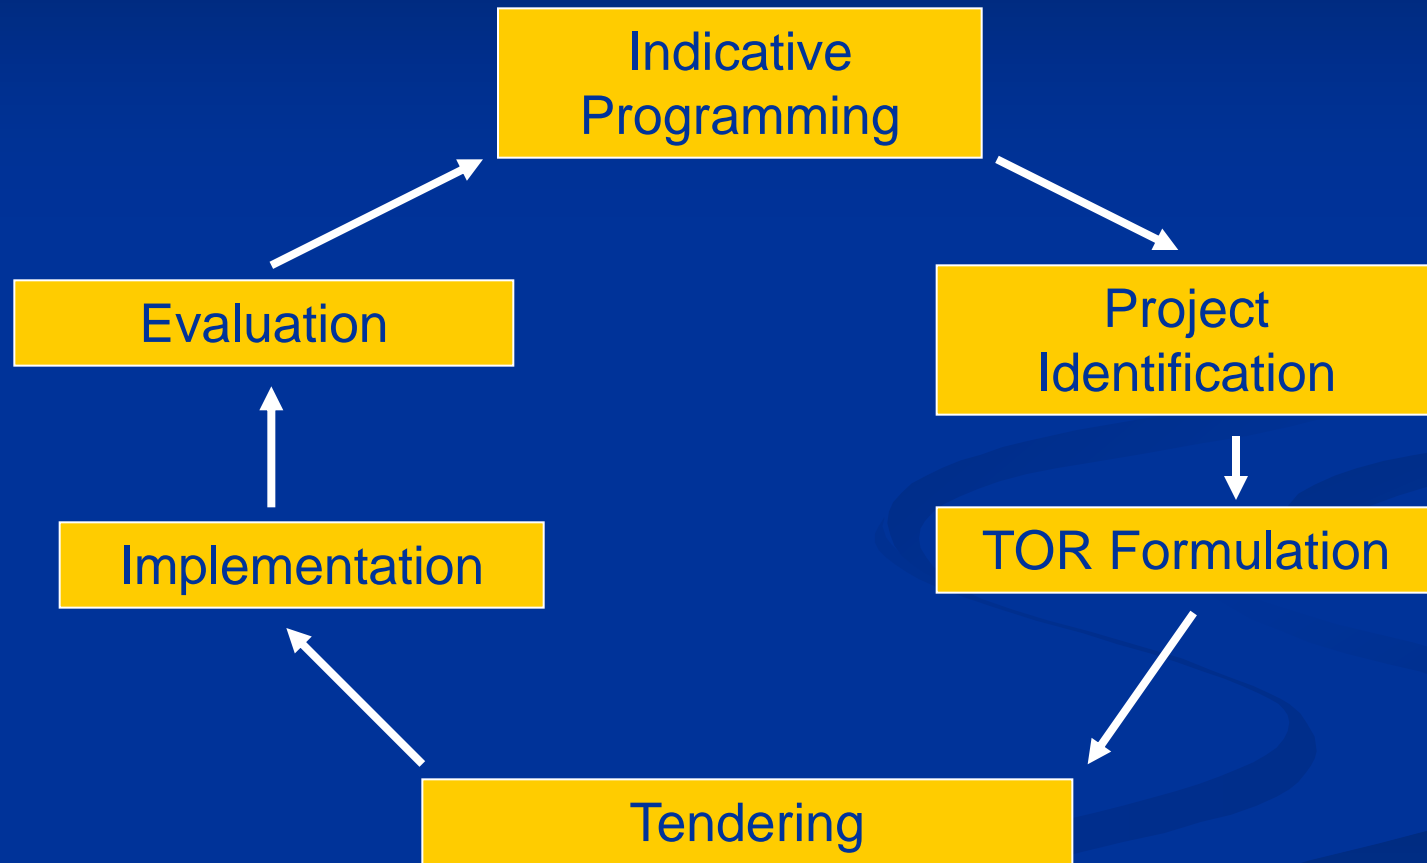 Indicative
Programming
Project
Identification
TOR Formulation
Tendering
Implementation
Evaluation